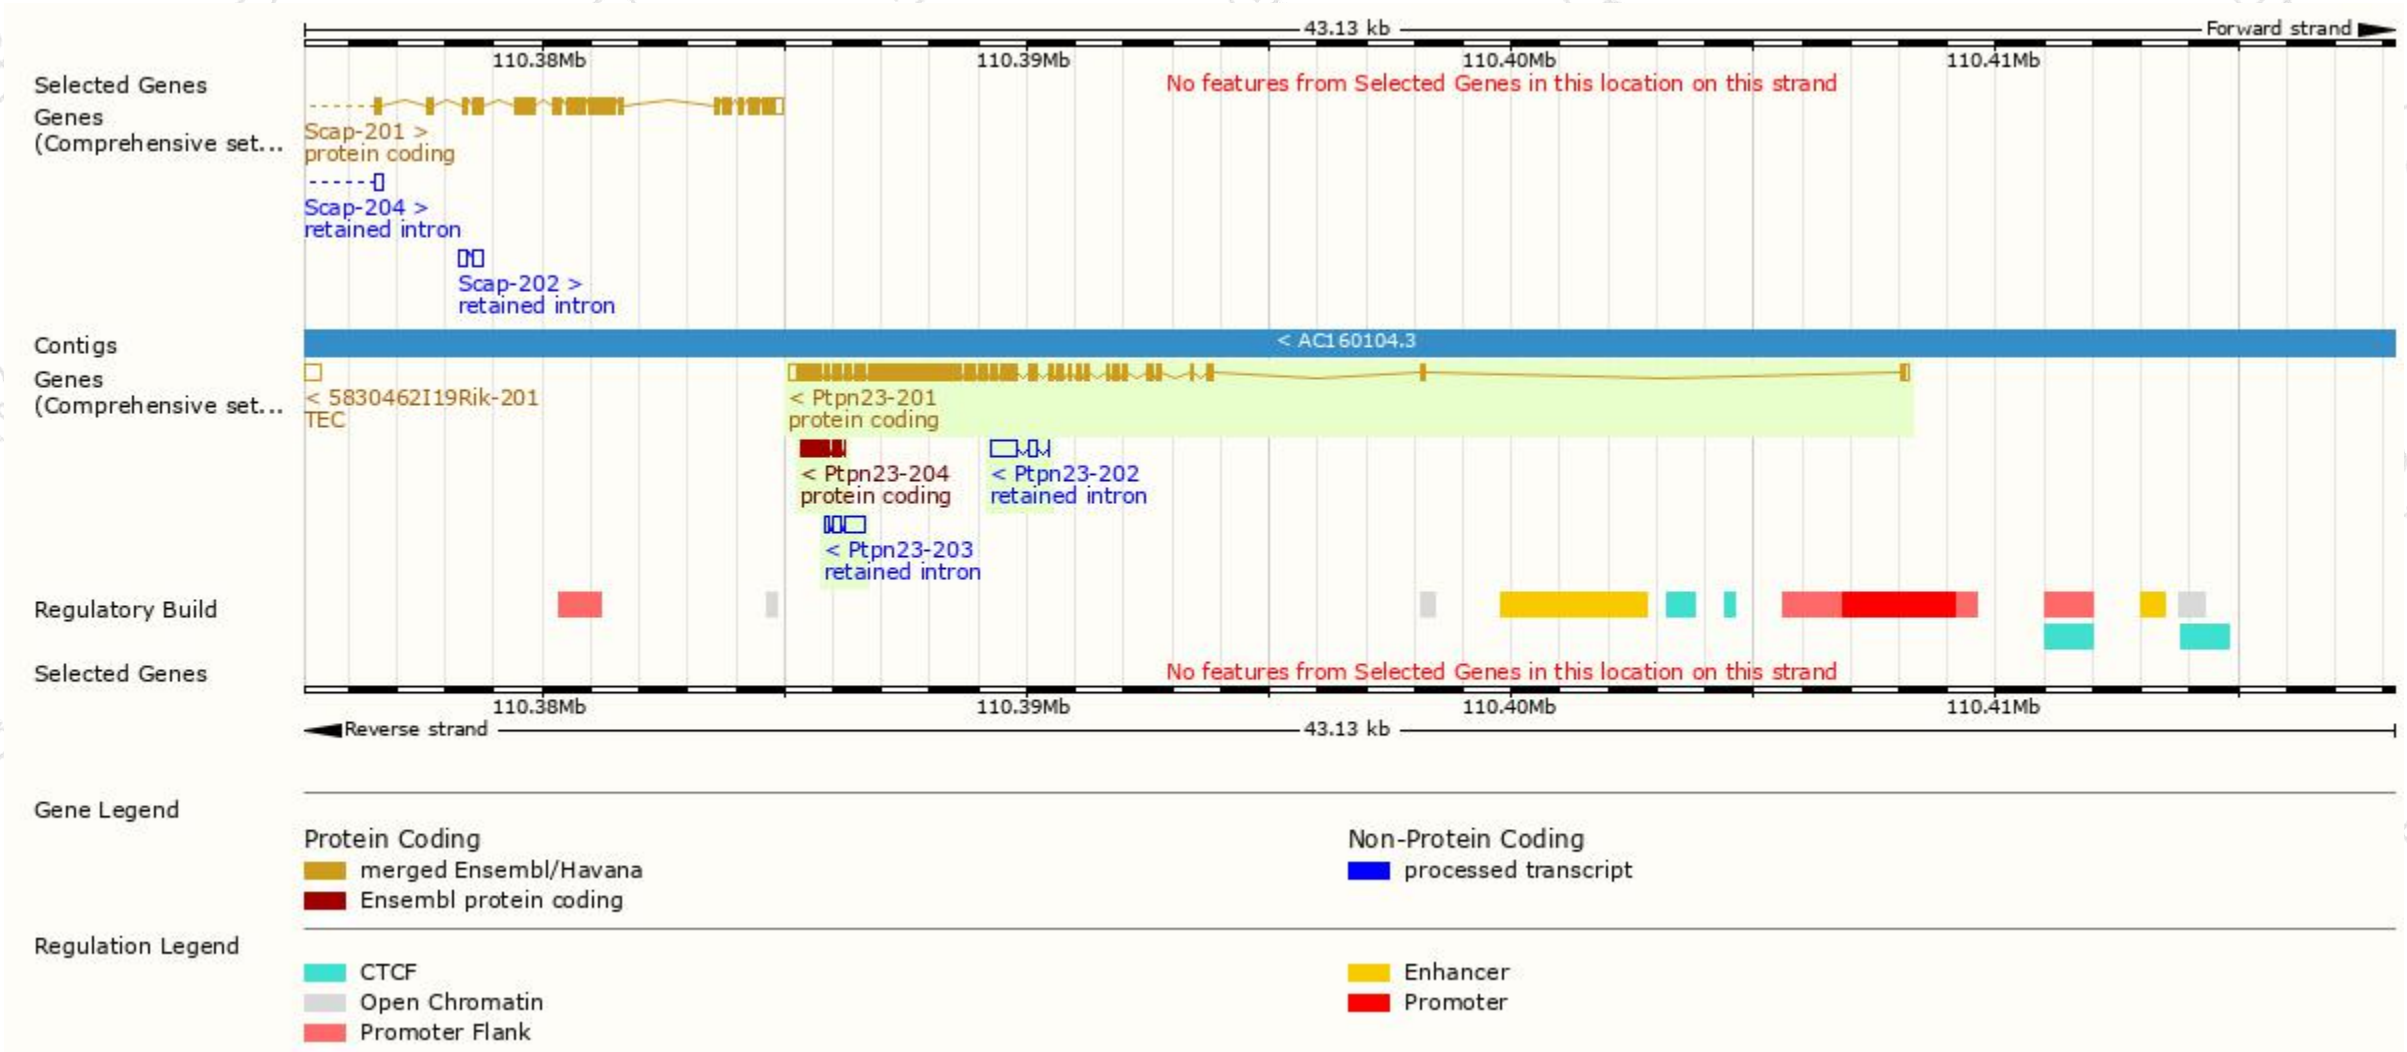 43.13 kb
Forward strand
110.38Mb 110.39Mb 110.40Mb 110.41Mb
Selected Genes
No features from Selected Genes in this location on this strand
Genes
(Comprehensive set...
Scap-201 >
protein coding
Scap-204 >
retained intron
Scap-202 >
retained intron
Contigs
< AC160104.3
Genes
(Comprehensive set...
< 5830462I19Rik-201
TEC
< Ptpn23-201
protein coding
< Ptpn23-204
protein coding
< Ptpn23-202
retained intron
< Ptpn23-203
retained intron
Regulatory Build
Selected Genes
No features from Selected Genes in this location on this strand
110.38Mb 110.39Mb 110.40Mb 110.41Mb
Reverse strand
43.13 kb
Gene Legend
Protein Coding
merged Ensembl/Havana
Ensembl protein coding
Non-Protein Coding
processed transcript
Regulation Legend
CTCF
Open Chromatin
Promoter Flank
Enhancer
Promoter